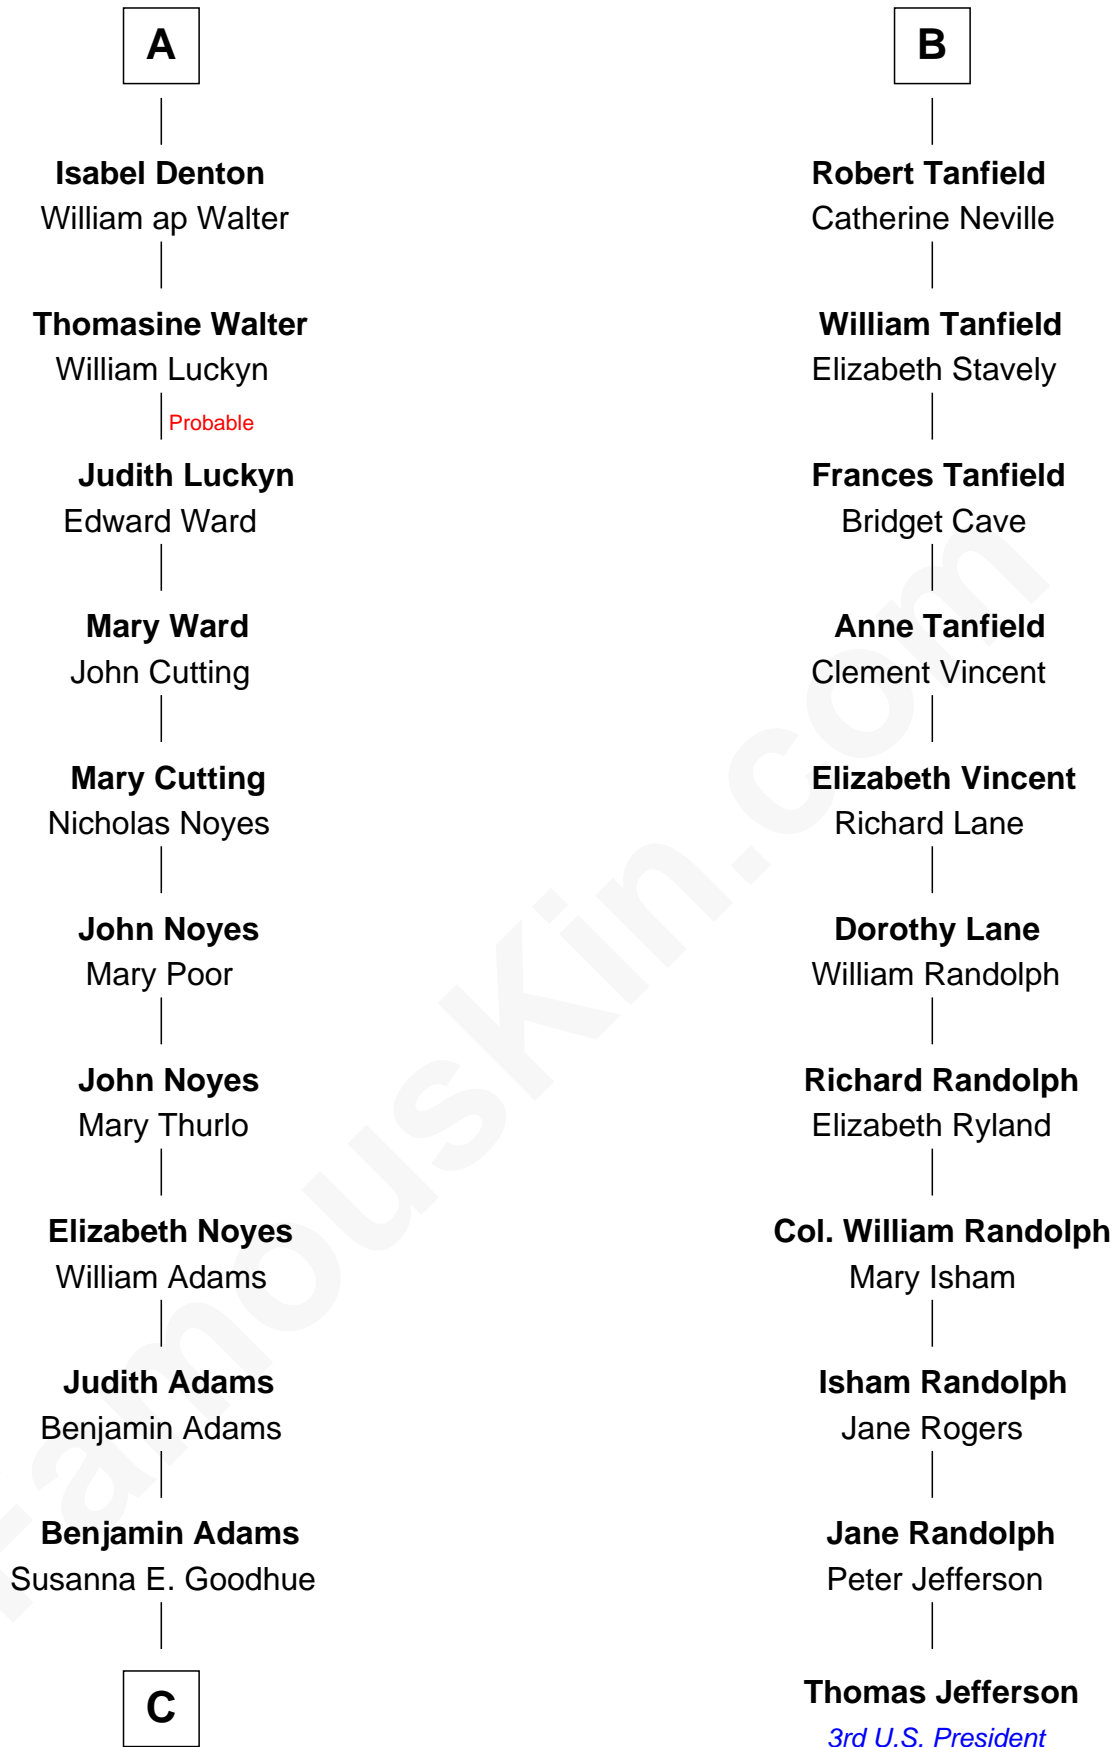 A
Isabel Denton
William ap Walter
Thomasine Walter
William Luckyn
Probable
Judith Luckyn
Edward Ward
Mary Ward
John Cutting
Mary Cutting
Nicholas Noyes
John Noyes
Mary Poor
John Noyes
Mary Thurlo
Elizabeth Noyes
William Adams
Judith Adams
Benjamin Adams
Benjamin Adams
Susanna E. Goodhue
C
B
Robert Tanfield
Catherine Neville
William Tanfield
Elizabeth Stavely
Frances Tanfield
Bridget Cave
Anne Tanfield
Clement Vincent
Elizabeth Vincent
Richard Lane
Dorothy Lane
William Randolph
Richard Randolph
Elizabeth Ryland
Col. William Randolph
Mary Isham
Isham Randolph
Jane Rogers
Jane Randolph
Peter Jefferson
Thomas Jefferson
3rd U.S. President
FamousKin.com